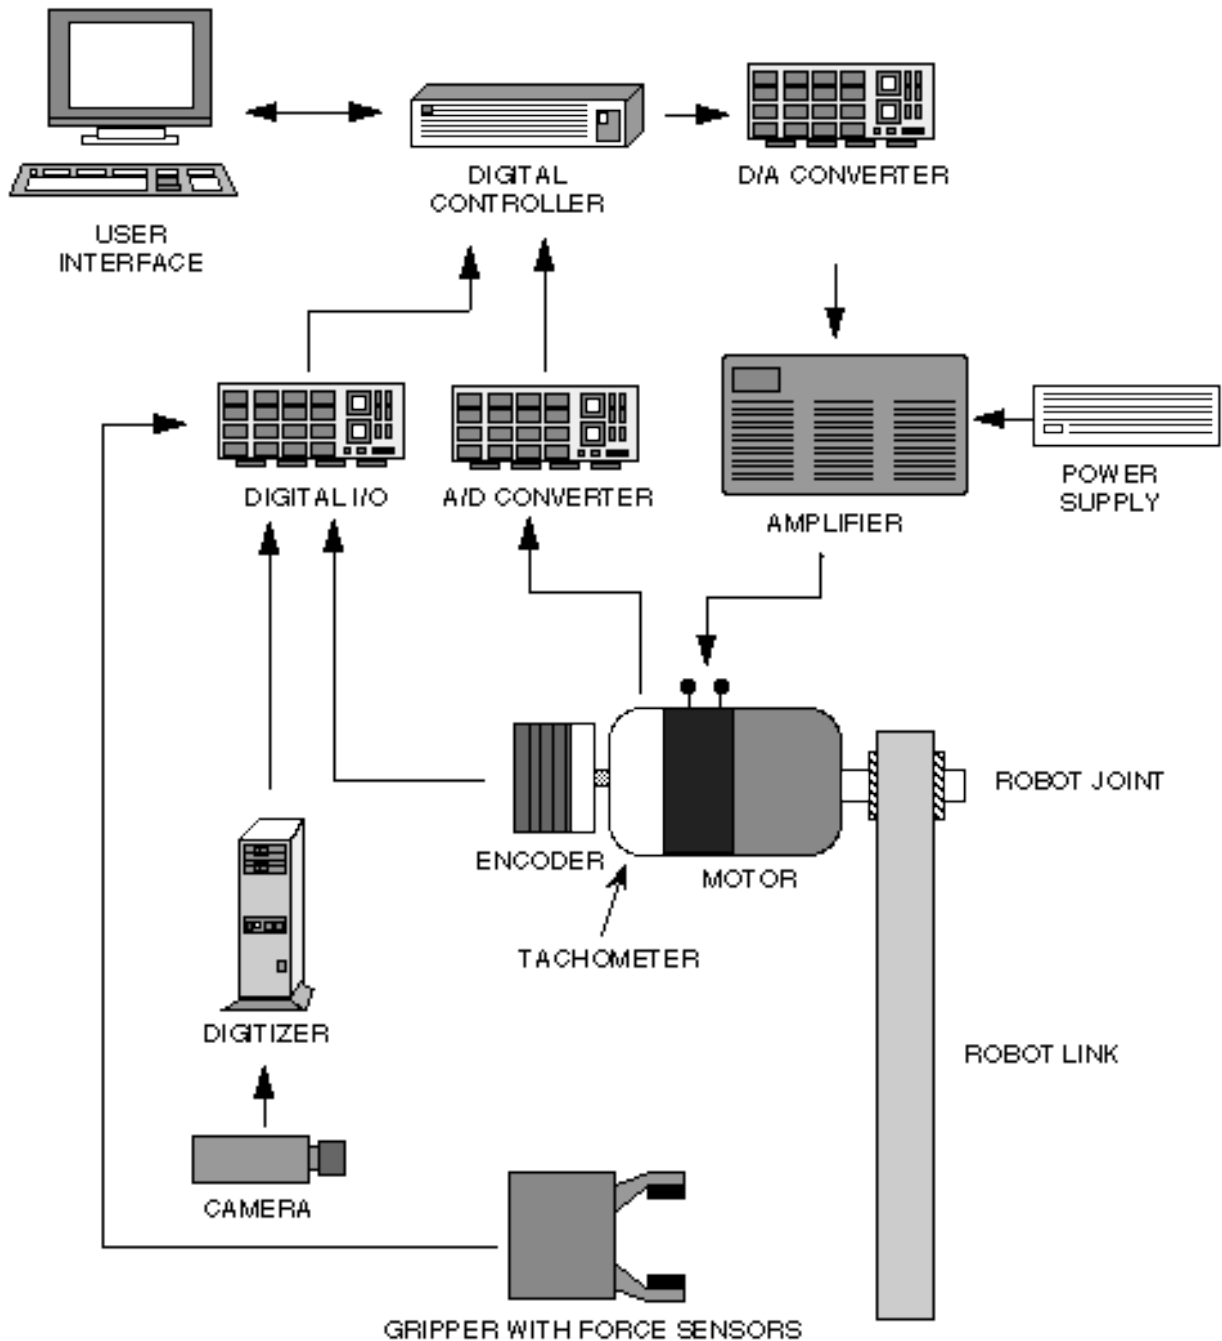 DIGITAL
CONTROLLER
D/A CONVERTER
USER
INTERFACE
DIGITAL I/O
A/D CONVERTER
POWER
SUPPLY
AMPLIFIER
ROBOT JOINT
ENCODER
MOTOR
TACHOMETER
DIGITIZER
ROBOT LINK
CAMERA
GRIPPER WITH FORCE SENSORS